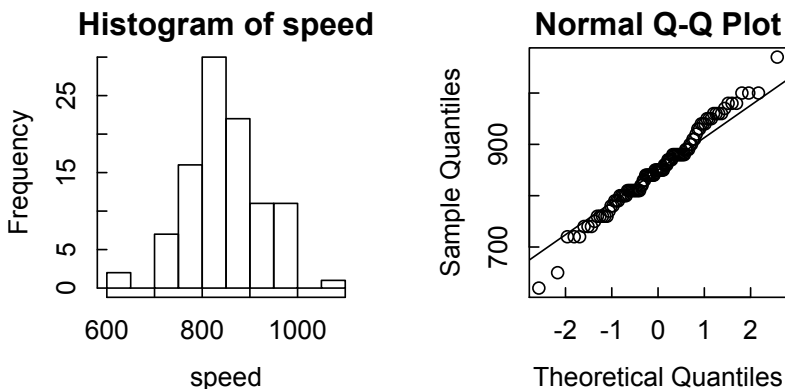 Histogram of speed
Frequency
0 5 15 25
600 800 1000
speed
Normal Q-Q Plot
Sample Quantiles
700 900
-2 -1 0 1 2
Theoretical Quantiles